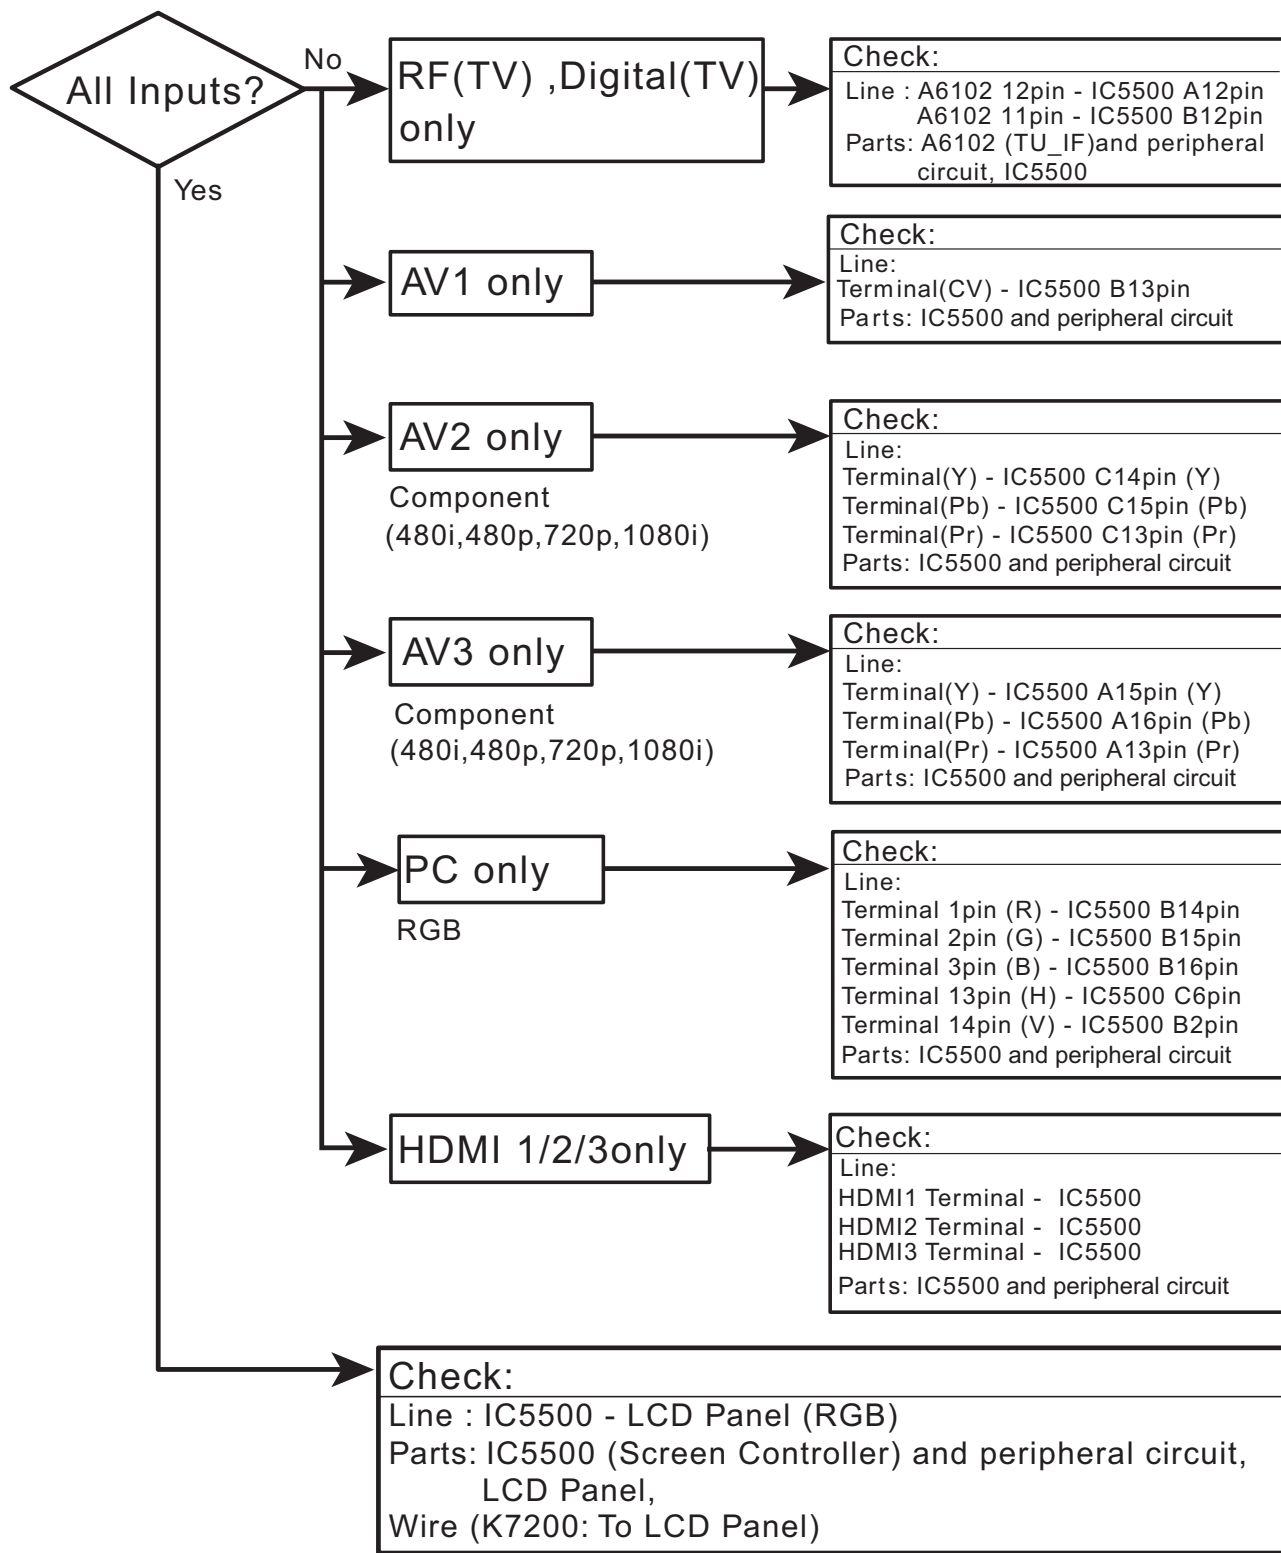 All Inputs?
No
Yes
RF(TV) ,Digital(TV)
only
Check:
Line : A6102 12pin - IC5500 A12pin
A6102 11pin - IC5500 B12pin
Parts: A6102 (TU_IF)and peripheral
circuit, IC5500
AV1 only
Check:
Line:
Terminal(CV) - IC5500 B13pin
Parts: IC5500 and peripheral circuit
AV2 only
Component
(480i,480p,720p,1080i)
Check:
Line:
Terminal(Y) - IC5500 C14pin (Y)
Terminal(Pb) - IC5500 C15pin (Pb)
Terminal(Pr) - IC5500 C13pin (Pr)
Parts: IC5500 and peripheral circuit
AV3 only
Component
(480i,480p,720p,1080i)
Check:
Line:
Terminal(Y) - IC5500 A15pin (Y)
Terminal(Pb) - IC5500 A16pin (Pb)
Terminal(Pr) - IC5500 A13pin (Pr)
Parts: IC5500 and peripheral circuit
PC only
RGB
Check:
Line:
Terminal 1pin (R) - IC5500 B14pin
Terminal 2pin (G) - IC5500 B15pin
Terminal 3pin (B) - IC5500 B16pin
Terminal 13pin (H) - IC5500 C6pin
Terminal 14pin (V) - IC5500 B2pin
Parts: IC5500 and peripheral circuit
HDMI 1/2/3only
Check:
Line:
HDMI1 Terminal - IC5500
HDMI2 Terminal - IC5500
HDMI3 Terminal - IC5500
Parts: IC5500 and peripheral circuit
Check:
Line : IC5500 - LCD Panel (RGB)
Parts: IC5500 (Screen Controller) and peripheral circuit,
LCD Panel,
Wire (K7200: To LCD Panel)